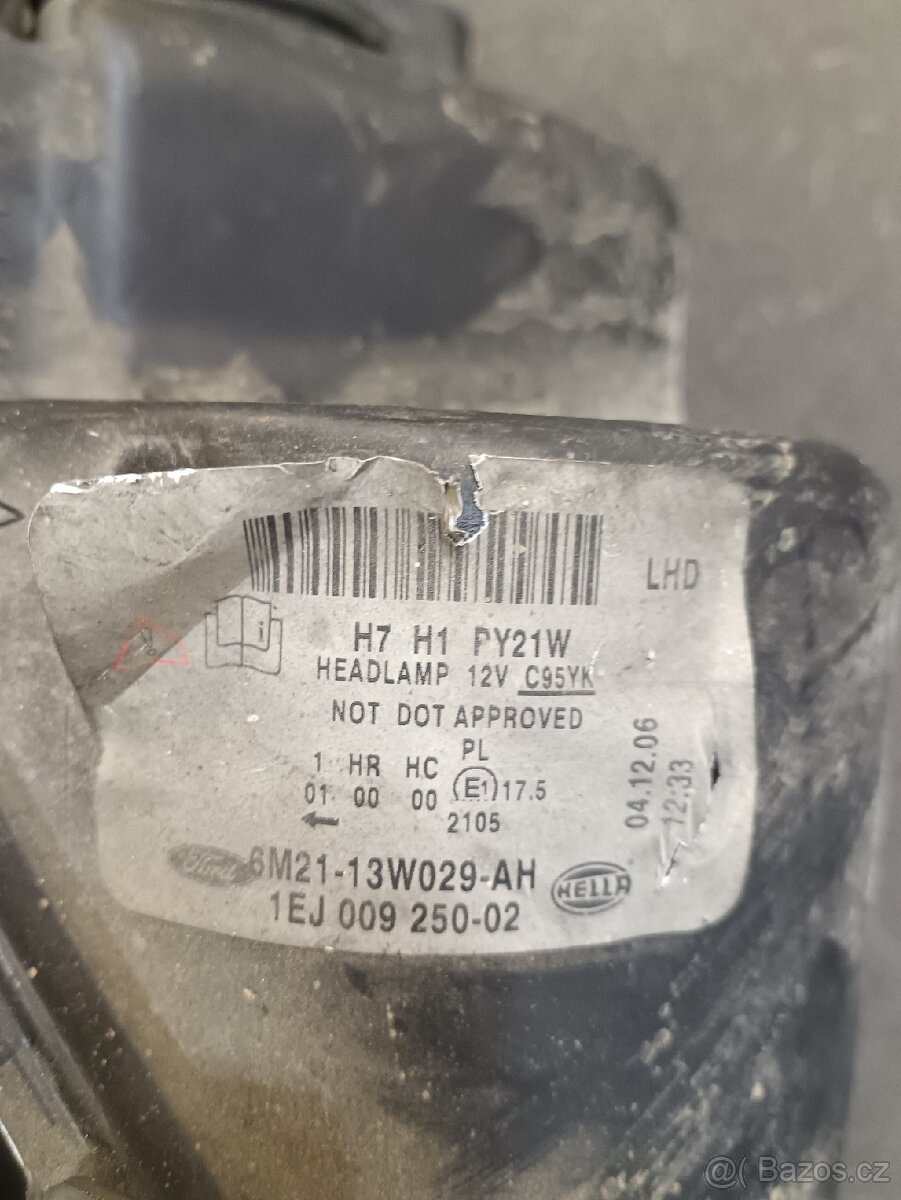 LHD
H7 H1 PY21W
HEADLAMP 12V C95YK
NOT DOT APPROVED
PL
1 HR HC E1 17.5
01 00 00
2105
04.12.06
12:33
Ford 6M21-13W029-AH HELLA
1EJ 009 250-02
@( Bazos.cz